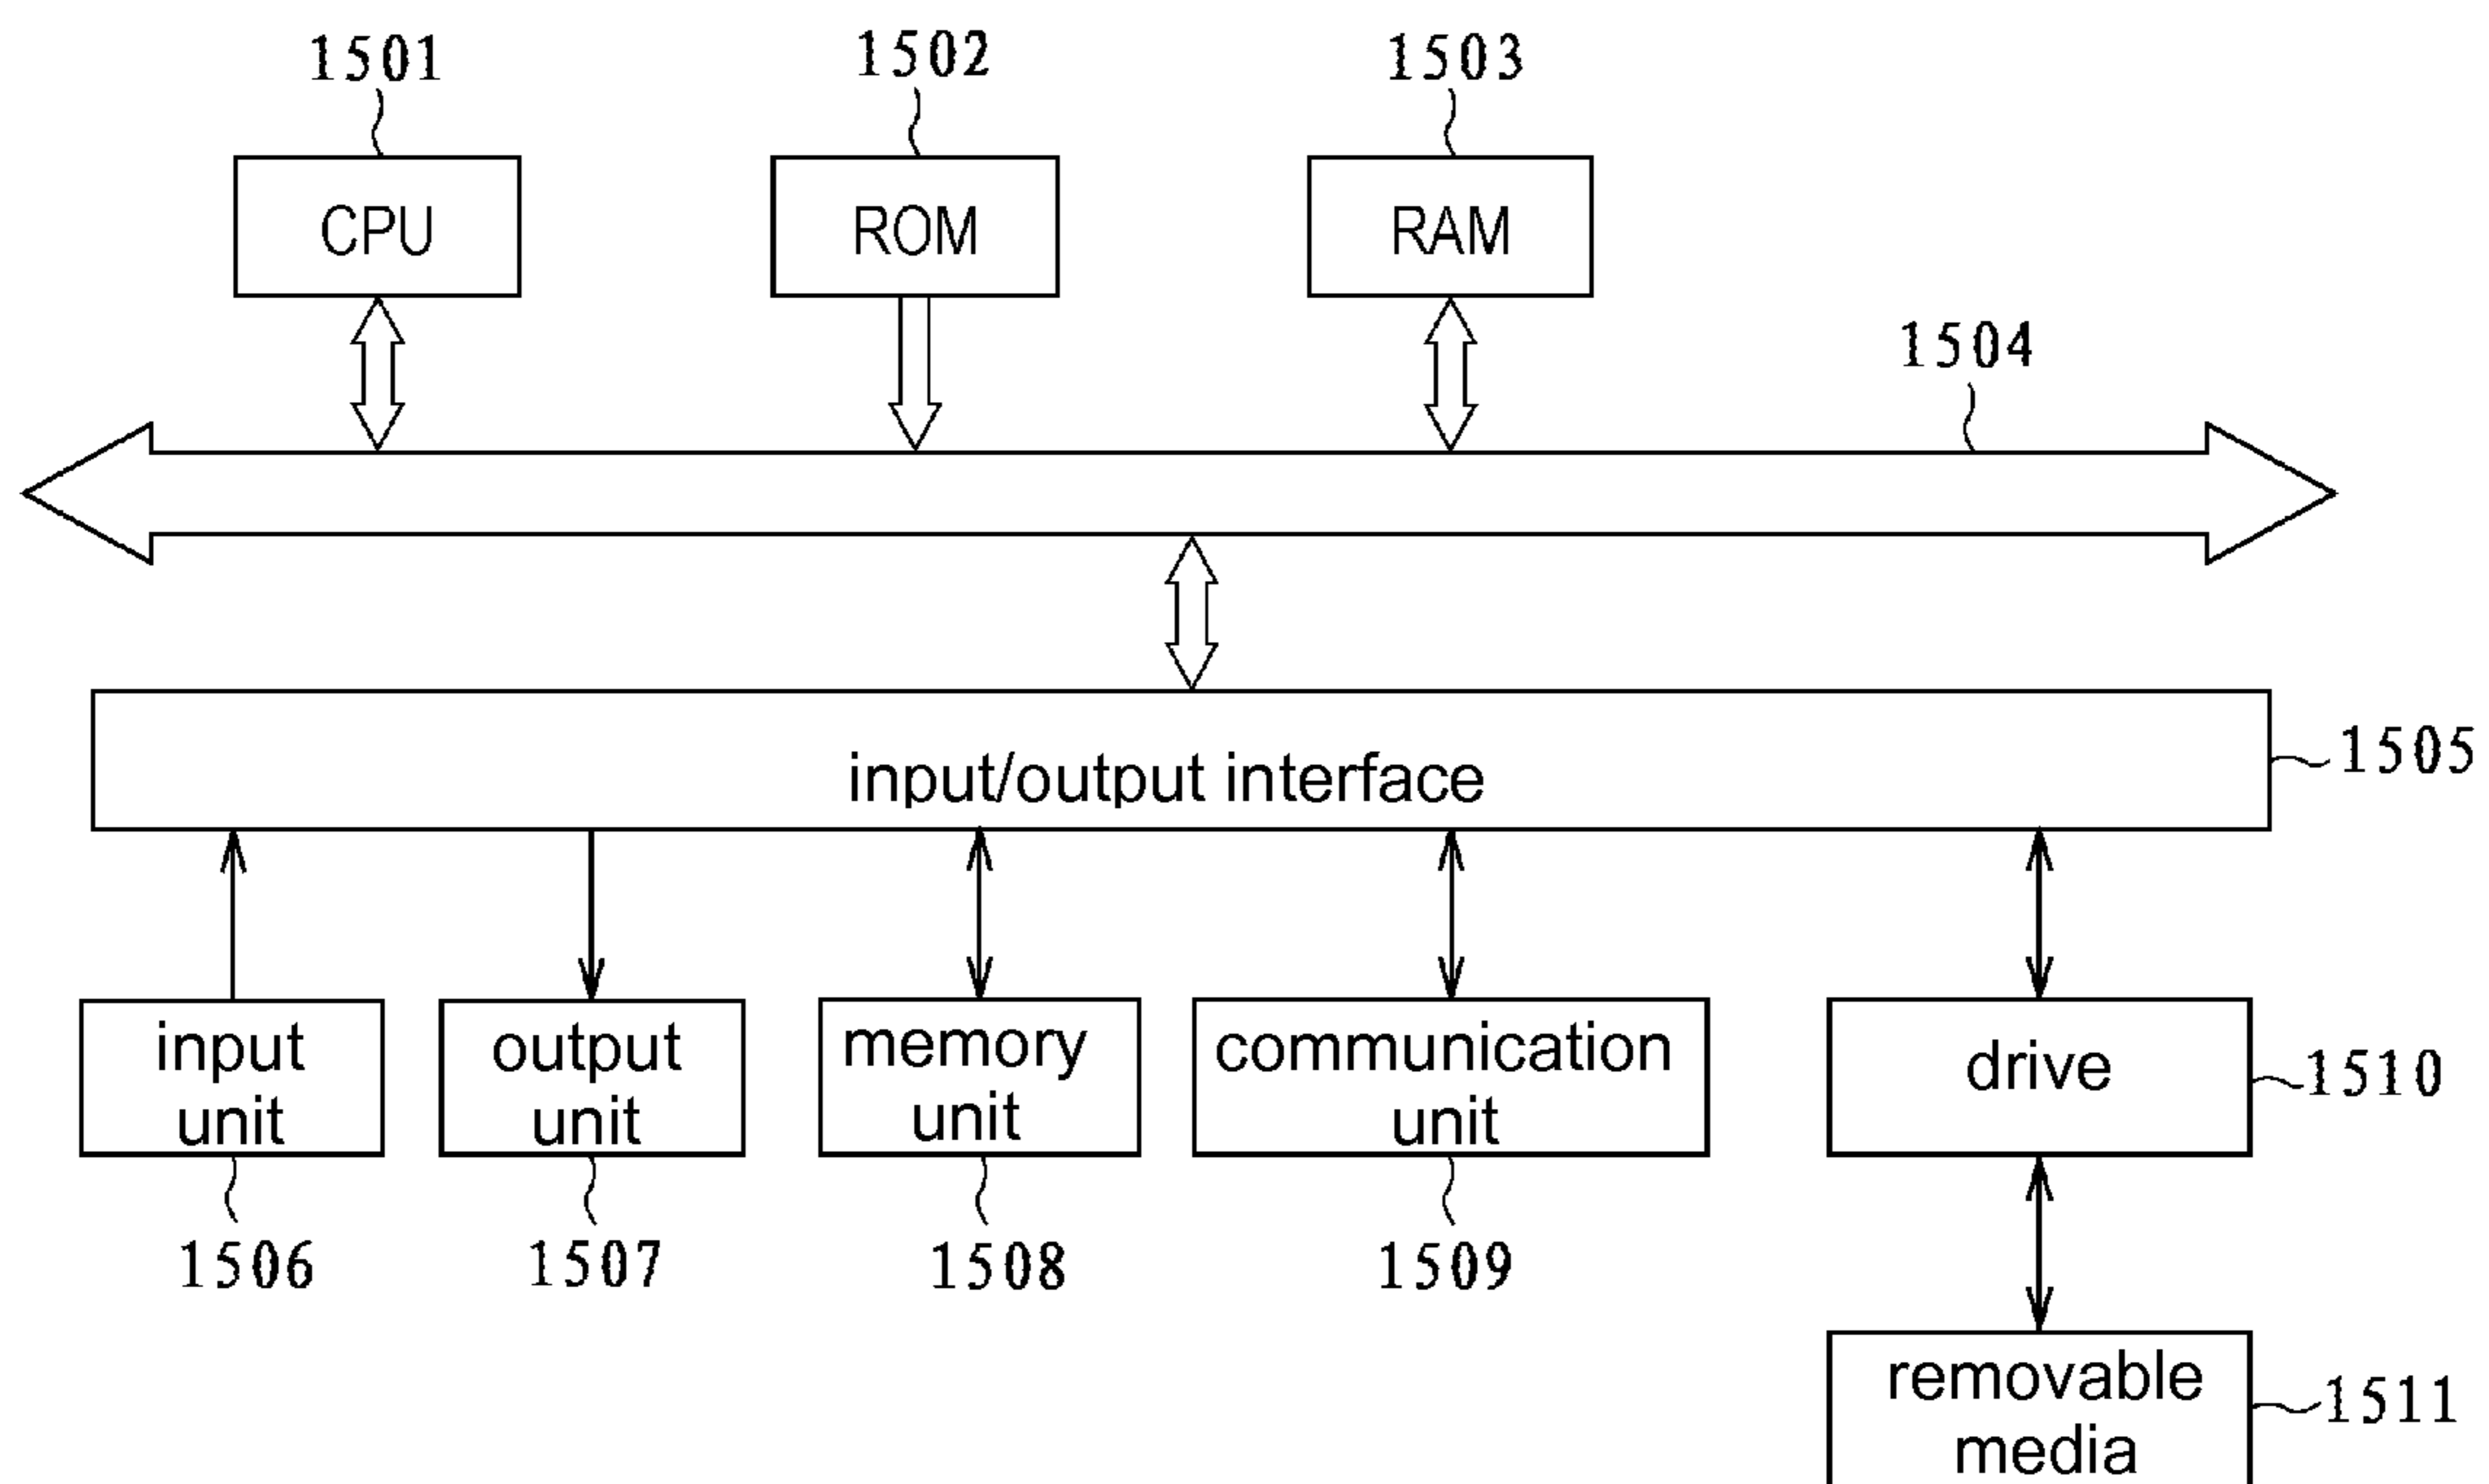 1501
1502
1503
CPU
ROM
RAM
1504
input/output interface
1505
input
unit
output
unit
memory
unit
communication
unit
drive
1510
1506
1507
1508
1509
removable
media
1511